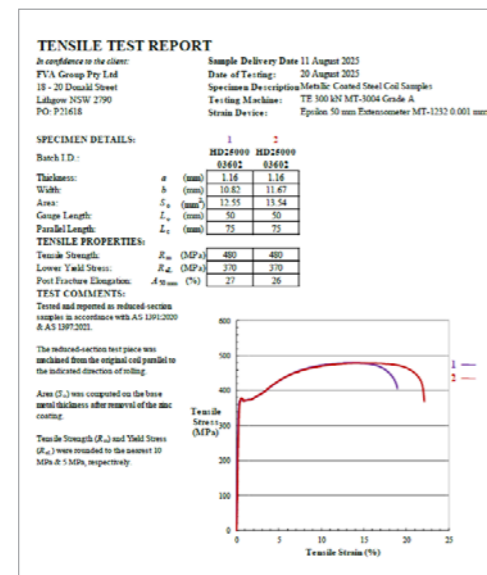 TENSILE TEST REPORT
In confidence to the client: Sample Delivery Date 11 August 2025
FVA Group Pty Ltd Date of Testing: 20 August 2025
18 - 20 Donald Street Specimen Description Metallic Coated Steel Coil Samples
Lithgow NSW 2790 Testing Machine: TE 300 kN MT-3004 Grade A
PO: P21618 Strain Device: Epsilon 50 mm Extensometer MT-1232 0.001 mm
SPECIMEN DETAILS: 1 2
HD25000 HD25000
Batch I.D.: 03602 03602
Thickness: a (mm) 1.16 1.16
Width: b (mm) 10.82 11.67
Area: So (mm²) 12.55 13.54
Gauge Length: Lo (mm) 50 50
Parallel Length: Lc (mm) 75 75
TENSILE PROPERTIES:
Tensile Strength: Rm (MPa) 480 480
Lower Yield Stress: ReL (MPa) 370 370
Post Fracture Elongation: A 50 mm (%) 27 26
TEST COMMENTS:
Tested and reported as reduced-section
samples in accordance with AS 1391:2020
& AS 1397:2021.
The reduced-section test piece was
machined from the original coil parallel to
the indicated direction of rolling.
Area (So) was computed on the base
metal thickness after removal of the zinc
coating.
Tensile Strength (Rm) and Yield Stress
(ReL) were rounded to the nearest 10
MPa & 5 MPa, respectively.
600
500
400
300
200
100
0
Tensile
Stress
(MPa)
1
2
0 5 10 15 20 25
Tensile Strain (%)